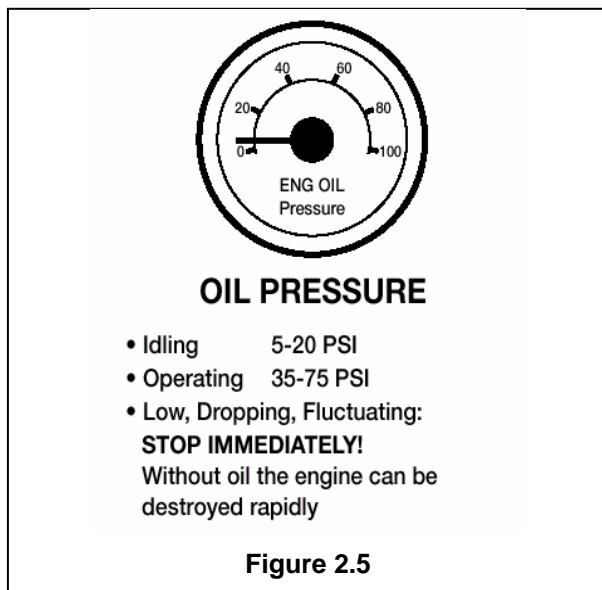 40 60
20 80
0 100
ENG OIL
Pressure
OIL PRESSURE
• Idling 5-20 PSI
• Operating 35-75 PSI
• Low, Dropping, Fluctuating:
STOP IMMEDIATELY!
Without oil the engine can be
destroyed rapidly
Figure 2.5